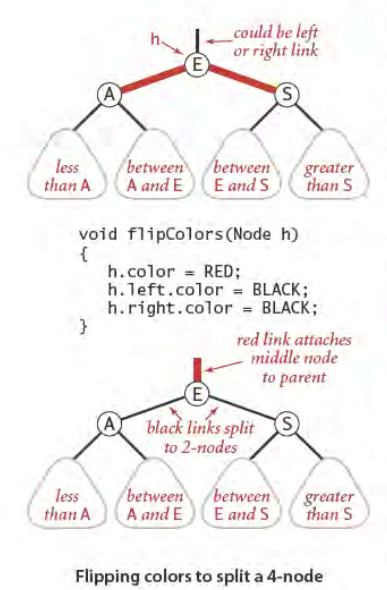 could be left
or right link
h
E
A
S
less
than A
between
A and E
between
E and S
greater
than S
void flipColors(Node h)
{
   h.color = RED;
   h.left.color = BLACK;
   h.right.color = BLACK;
}
red link attaches
middle node
to parent
E
A
black links split
to 2-nodes
S
less
than A
between
A and E
between
E and S
greater
than S
Flipping colors to split a 4-node